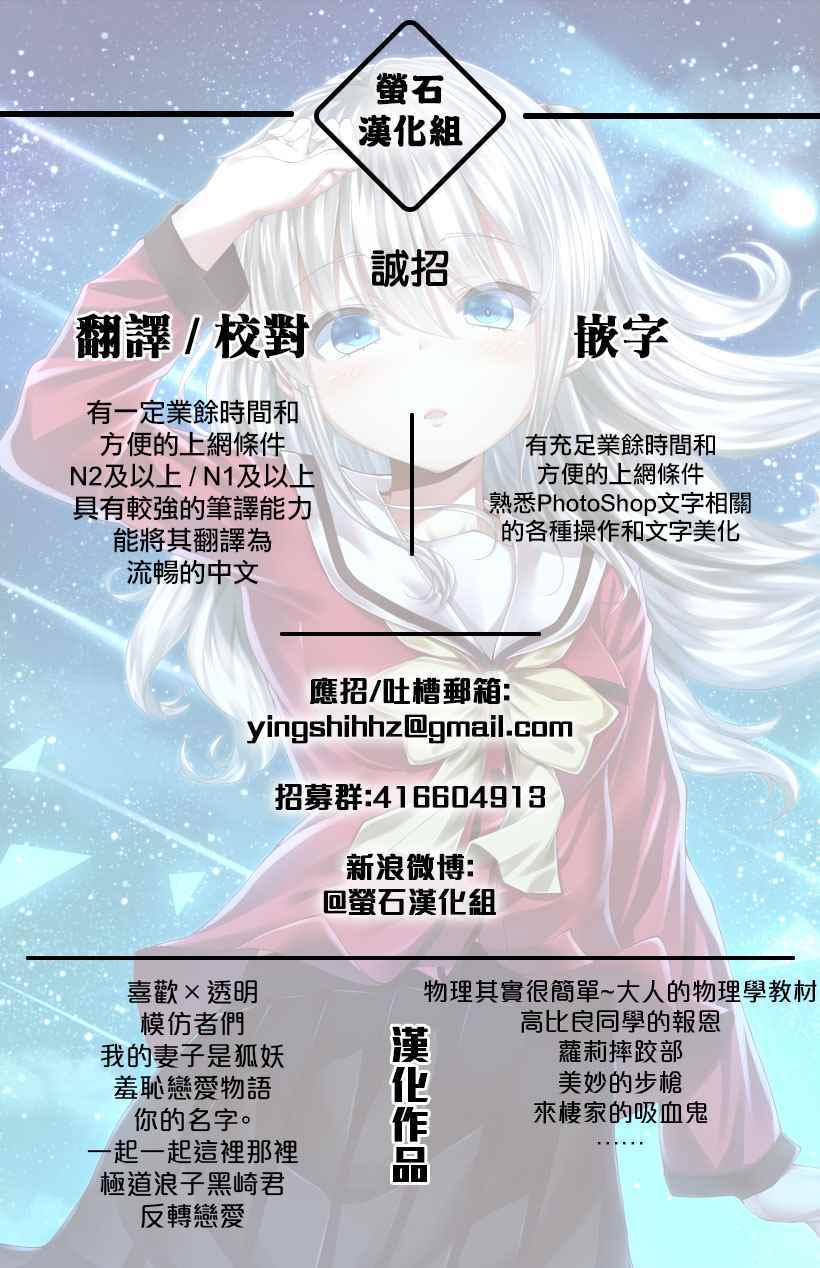 螢石
漢化組
誠招
翻譯 / 校對
有一定業餘時間和
方便的上網條件
N2及以上 / N1及以上
具有較強的筆譯能力
能將其翻譯為
流暢的中文
嵌字
有充足業餘時間和
方便的上網條件
熟悉PhotoShop文字相關
的各種操作和文字美化
應招/吐槽郵箱:
yingshihhz@gmail.com
招募群:416604913
新浪微博:
@螢石漢化組
漢化作品
喜歡×透明
模仿者們
我的妻子是狐妖
羞恥戀愛物語
你的名字。
一起一起這裡那裡
極道浪子黑崎君
反轉戀愛
物理其實很簡單~大人的物理學教材
高比良同學的報恩
蘿莉摔跤部
美妙的步槍
來棲家的吸血鬼
……